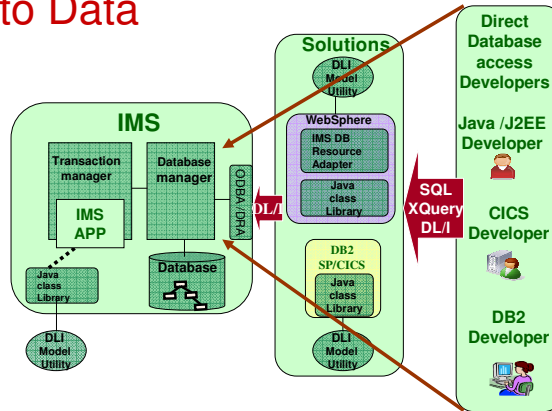 to Data
IMS
Transaction
manager
Database
manager
IMS
APP
Java
class
Library
DLI
Model
Utility
Database
ODBA/DRA
DL/I
Solutions
DLI
Model
Utility
WebSphere
IMS DB
Resource
Adapter
Java
class
Library
DB2
SP/CICS
Java
class
Library
DLI
Model
Utility
SQL
XQuery
DL/I
Direct
Database
access
Developers
Java /J2EE
Developer
CICS
Developer
DB2
Developer